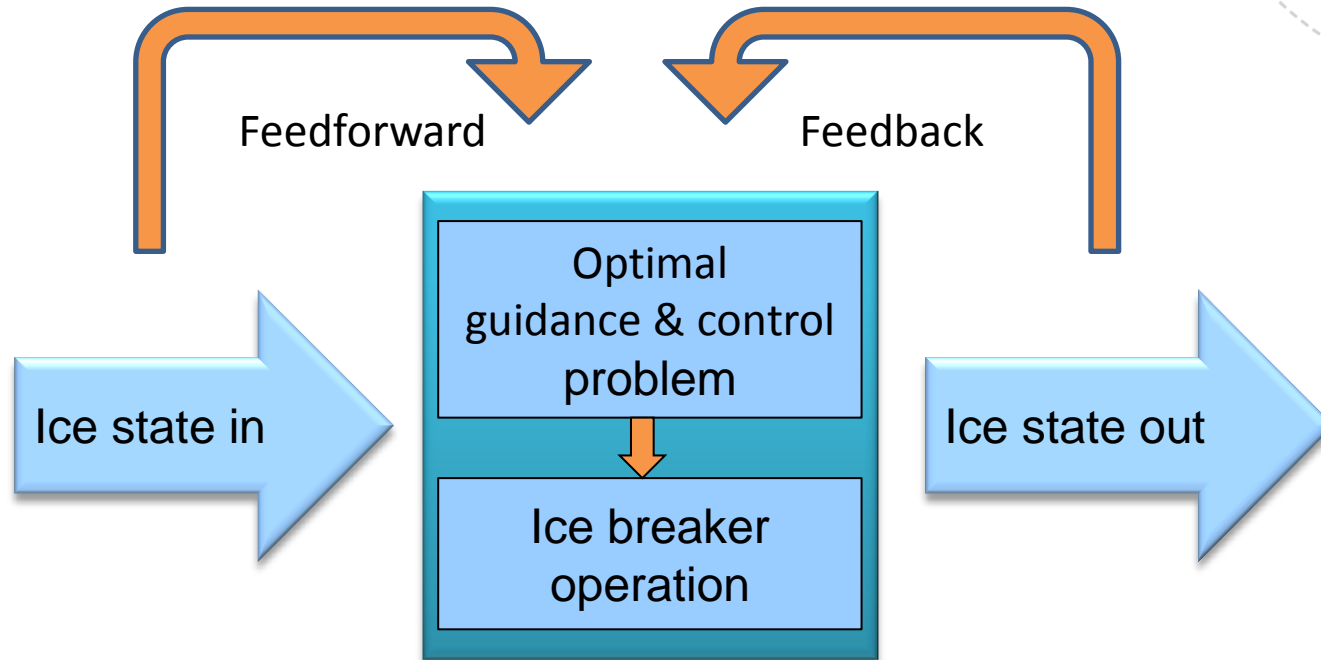 Feedforward
Feedback
Optimal
guidance & control
problem
Ice state in
Ice state out
Ice breaker
operation